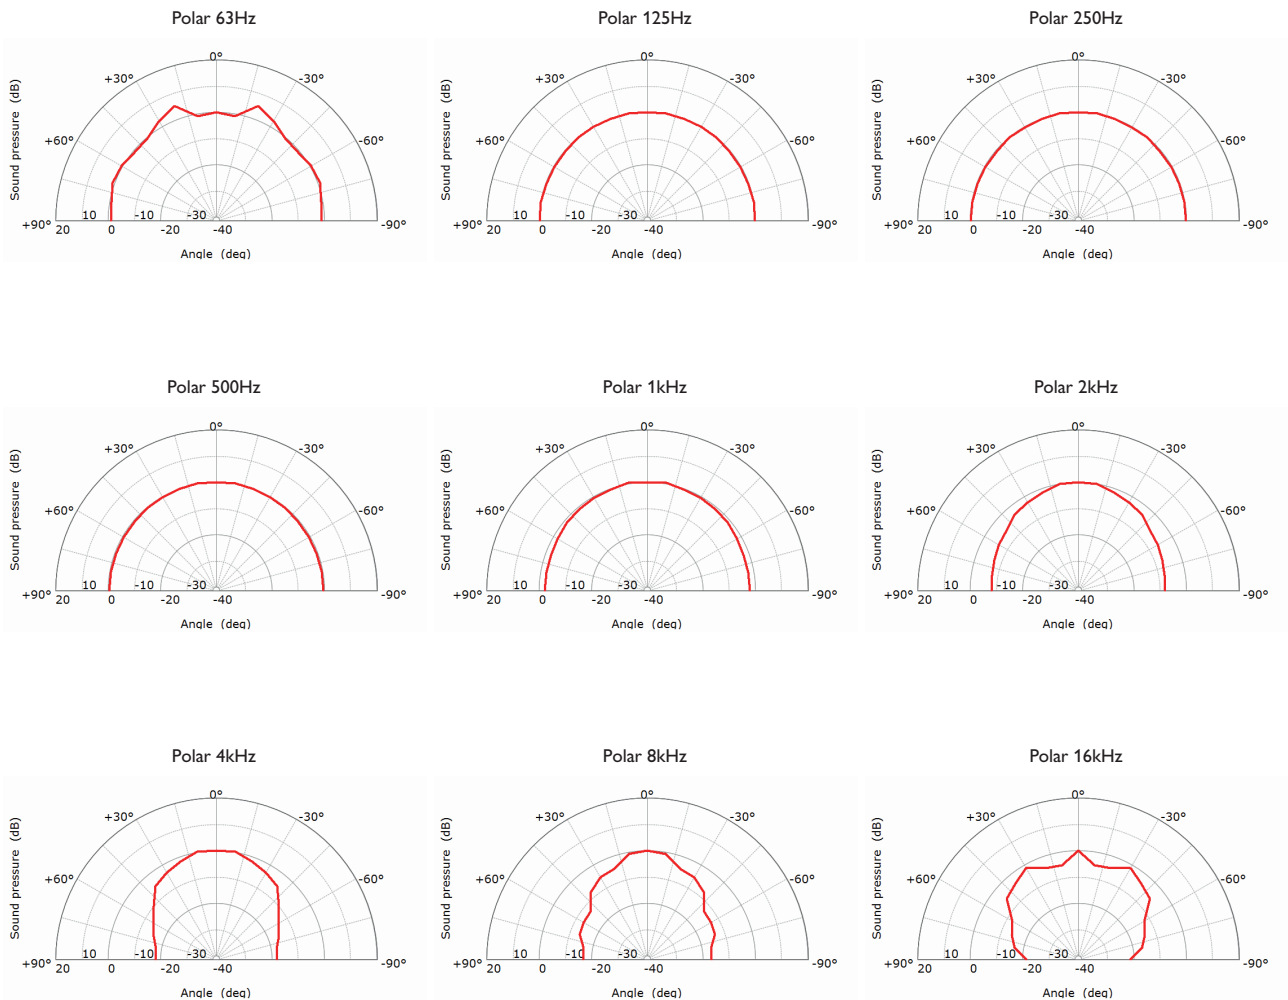 Polar 63Hz
Polar 125Hz
Polar 250Hz
0° 0° 0°
+30° -30° +30° -30° +30° -30°
Sound pressure (dB) Sound pressure (dB) Sound pressure (dB)
+60° -60° +60° -60° +60° -60°
10 -10 -30 10 -10 -30 10 -10 -30
+90° -90° +90° -90° +90° -90°
20 0 -20 -40 20 0 -20 -40 20 0 -20 -40
Angle (deg) Angle (deg) Angle (deg)
Polar 500Hz
Polar 1kHz
Polar 2kHz
0° 0° 0°
+30° -30° +30° -30° +30° -30°
Sound pressure (dB) Sound pressure (dB) Sound pressure (dB)
+60° -60° +60° -60° +60° -60°
10 -10 -30 10 -10 -30 10 -10 -30
+90° -90° +90° -90° +90° -90°
20 0 -20 -40 20 0 -20 -40 20 0 -20 -40
Angle (deg) Angle (deg) Angle (deg)
Polar 4kHz
Polar 8kHz
Polar 16kHz
0° 0° 0°
+30° -30° +30° -30° +30° -30°
Sound pressure (dB) Sound pressure (dB) Sound pressure (dB)
+60° -60° +60° -60° +60° -60°
10 -10 -30 10 -10 -30 10 -10 -30
+90° -90° +90° -90° +90° -90°
20 0 -20 -40 20 0 -20 -40 20 0 -20 -40
Angle (deg) Angle (deg) Angle (deg)